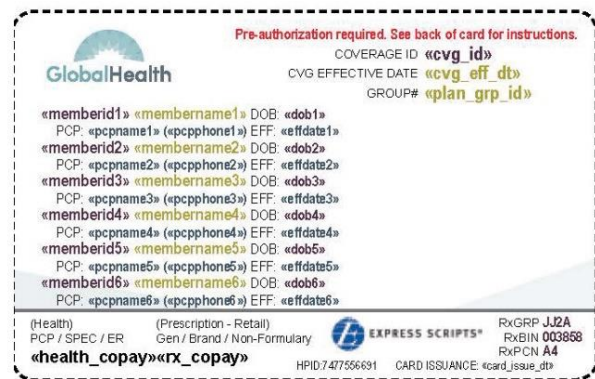 Pre-authorization required. See back of card for instructions.
GlobalHealth
COVERAGE ID «cvg_id»
CVG EFFECTIVE DATE «cvg_eff_dt»
GROUP# «plan_grp_id»
«memberid1» «membername1» DOB: «dob1»
PCP: «pcpname1» («pcpphone1») EFF: «effdate1»
«memberid2» «membername2» DOB: «dob2»
PCP: «pcpname2» («pcpphone2») EFF: «effdate2»
«memberid3» «membername3» DOB: «dob3»
PCP: «pcpname3» («pcpphone3») EFF: «effdate3»
«memberid4» «membername4» DOB: «dob4»
PCP: «pcpname4» («pcpphone4») EFF: «effdate4»
«memberid5» «membername5» DOB: «dob5»
PCP: «pcpname5» («pcpphone5») EFF: «effdate5»
«memberid6» «membername6» DOB: «dob6»
PCP: «pcpname6» («pcpphone6») EFF: «effdate6»
(Health) (Prescription - Retail)
PCP / SPEC / ER Gen / Brand / Non-Formulary
«health_copay»«rx_copay»
EXPRESS SCRIPTS®
RxGRP JJ2A
RxBIN 003858
RxPCN A4
HPID:7477556691 CARD ISSUANCE: «card_issue_dt»